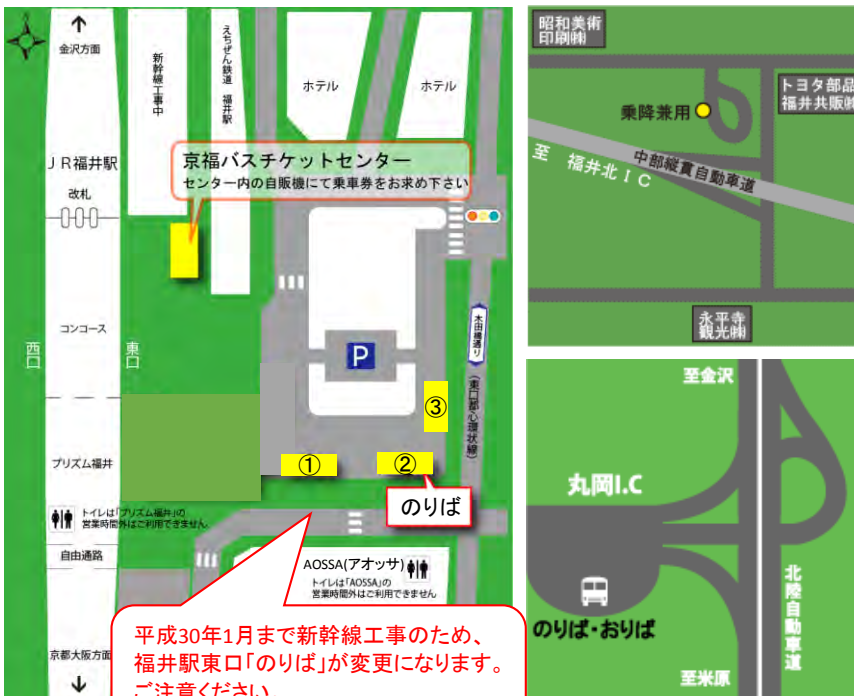 金沢方面
新幹線工事中
えちぜん鉄道 福井駅
ホテル
ホテル
JR福井駅
改札
京福バスチケットセンター
センター内の自販機にて乗車券をお求め下さい
コンコース
西口
東口
P
木田橋通り
(東口都心環状線)
③
①
②
のりば
プリズム福井
トイレは「プリズム福井」の
営業時間外はご利用できません
自由通路
AOSSA(アオッサ)
トイレは「AOSSA」の
営業時間外はご利用できません
京都大阪方面
平成30年1月まで新幹線工事のため、
福井駅東口「のりば」が変更になります。
ご注意ください
昭和美術
印刷㈱
トヨタ部品
福井共販㈱
乗降兼用
至 福井北IC
中部縦貫自動車道
永平寺
観光㈱
至金沢
丸岡I.C
のりば・おりば
北陸自動車道
至米原